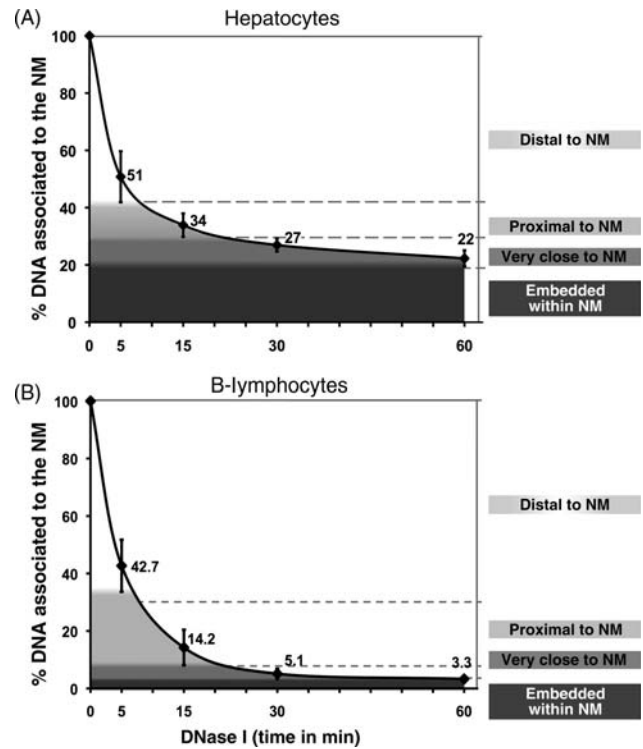 (A)
Hepatocytes
% DNA associated to the NM
100
80
60
40
20
0
51
34
27
22
0 5 15 30 60
Distal to NM
Proximal to NM
Very close to NM
Embedded
within NM
(B)
B-lymphocytes
% DNA associated to the NM
100
80
60
40
20
0
42.7
14.2
5.1
3.3
0 5 15 30 60
DNase I (time in min)
Distal to NM
Proximal to NM
Very close to NM
Embedded
within NM